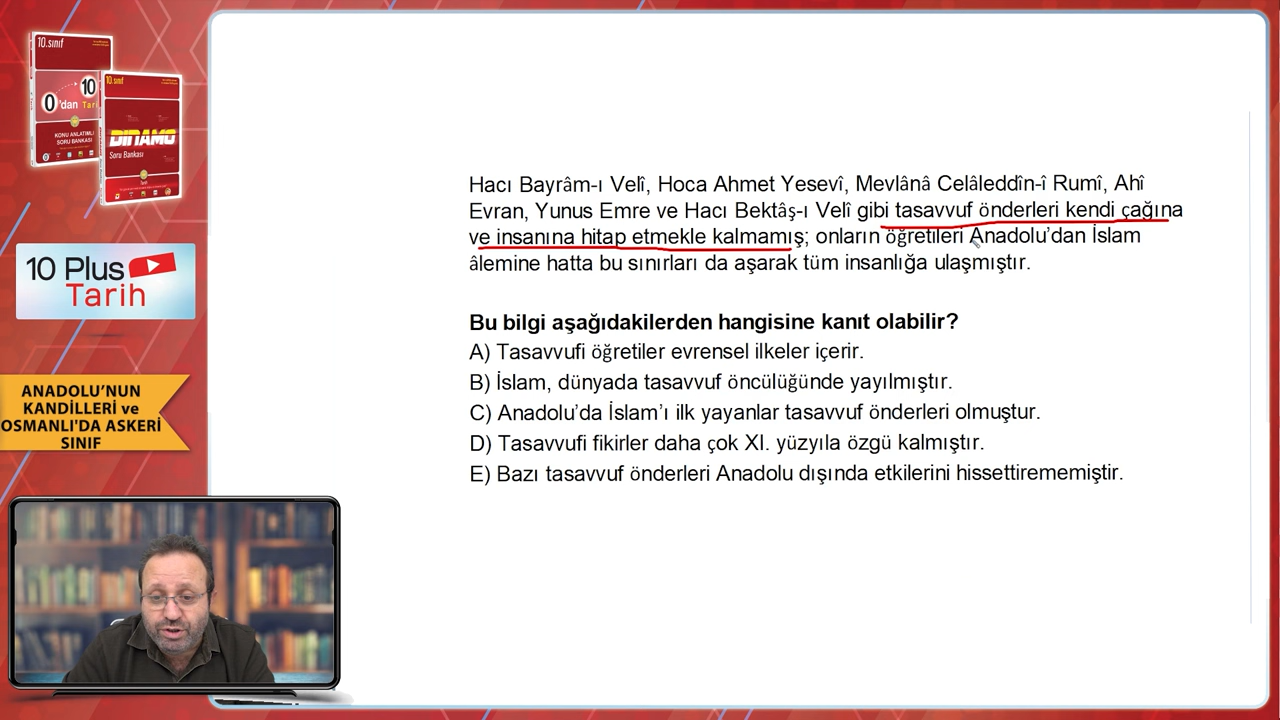 10.sınıf
10
0'dan Tarih
KONU ANLATIMLI
SORU BANKASI
10.sınıf
DINAMO
Soru Bankası
10 Plus
Tarih
ANADOLU'NUN
KANDİLLERİ ve
OSMANLI'DA ASKERİ
SINIF
Hacı Bayrâm-ı Velî, Hoca Ahmet Yesevî, Mevlânâ Celâleddîn-î Rumî, Ahî
Evran, Yunus Emre ve Hacı Bektâş-ı Velî gibi tasavvuf önderleri kendi çağına
ve insanına hitap etmekle kalmamış; onların öğretileri Anadolu'dan İslam
âlemine hatta bu sınırları da aşarak tüm insanlığa ulaşmıştır.
Bu bilgi aşağıdakilerden hangisine kanıt olabilir?
A) Tasavvufi öğretiler evrensel ilkeler içerir.
B) İslam, dünyada tasavvuf öncülüğünde yayılmıştır.
C) Anadolu'da İslam'ı ilk yayanlar tasavvuf önderleri olmuştur.
D) Tasavvufi fikirler daha çok XI. yüzyıla özgü kalmıştır.
E) Bazı tasavvuf önderleri Anadolu dışında etkilerini hissettirememiştir.